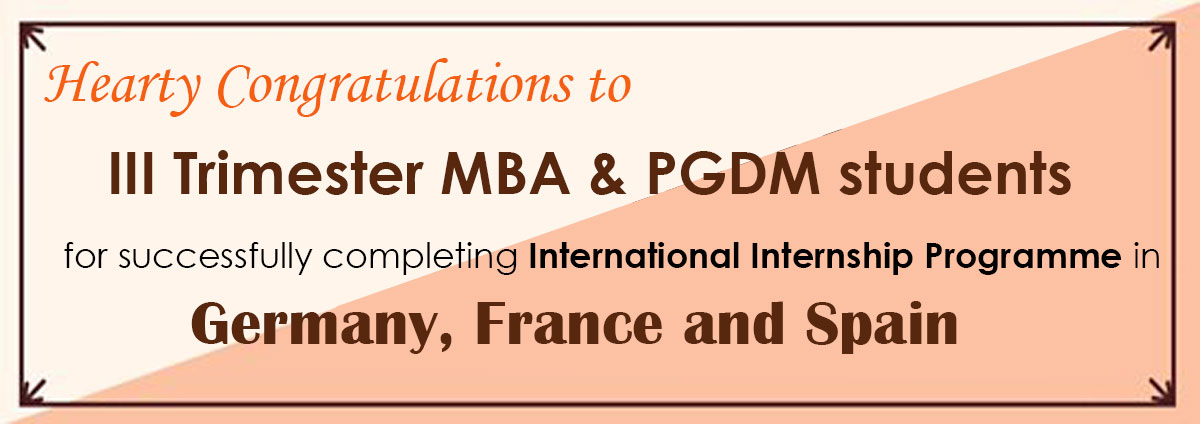 Hearty Congratulations to
III Trimester MBA & PGDM students
for successfully completing International Internship Programme in
Germany, France and Spain